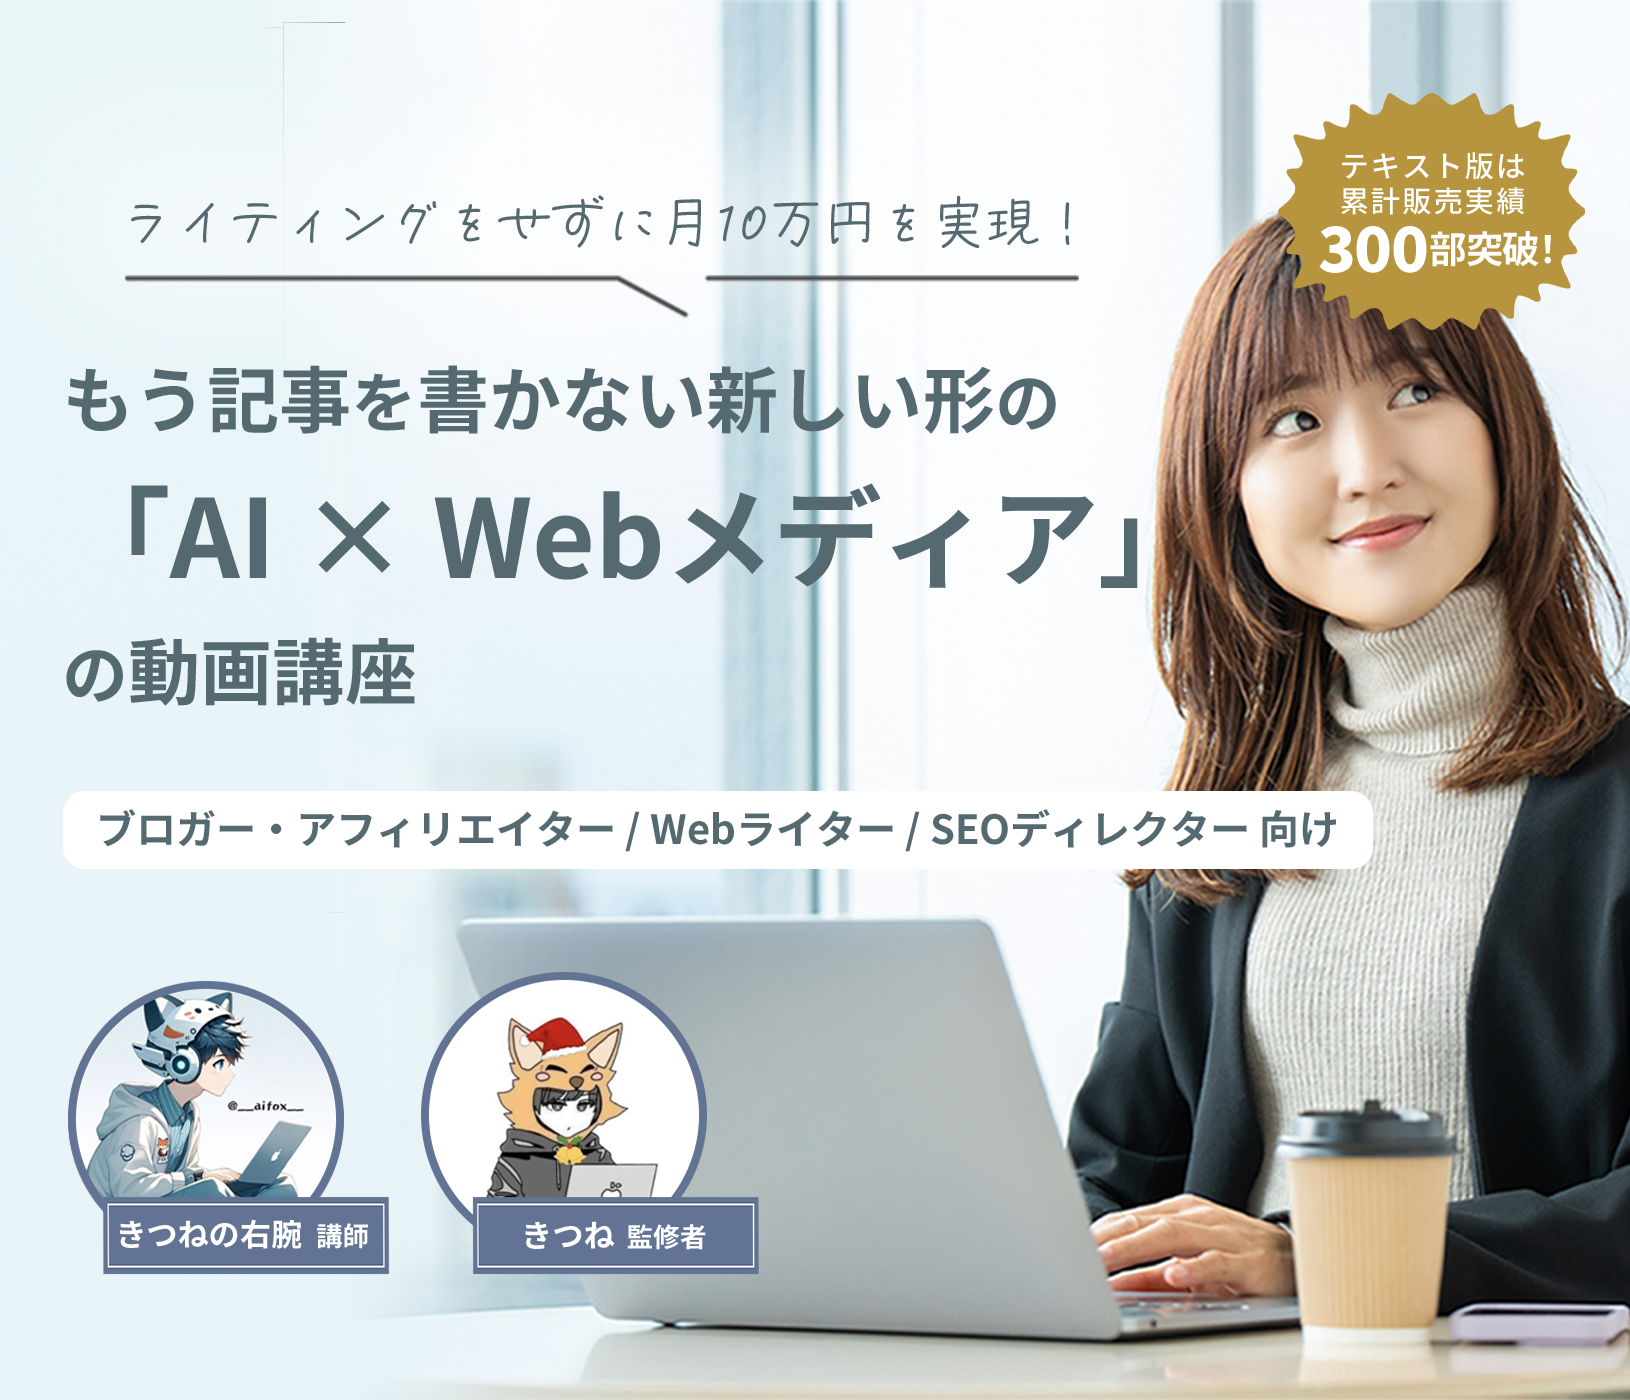 テキスト版は
累計販売実績
300部突破!
ライティングをせずに月10万円を実現！
もう記事を書かない新しい形の
「AI × Webメディア」
の動画講座
ブロガー・アフィリエイター / Webライター / SEOディレクター 向け
@__aifox__
きつねの右腕 講師
きつね 監修者